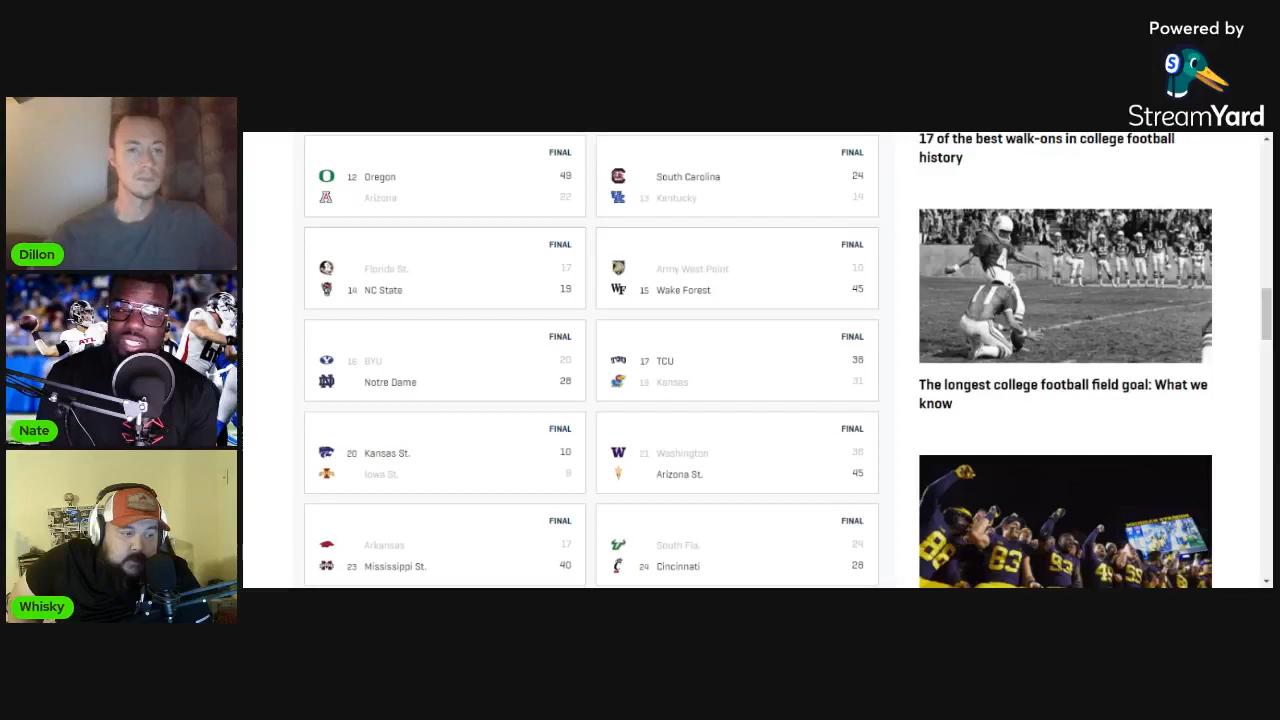 Powered by
StreamYard
Dillon
Nate
Whisky
FINAL
12 Oregon 49
Arizona 22
FINAL
South Carolina 24
13 Kentucky 14
FINAL
Florida St. 17
14 NC State 19
FINAL
Army West Point 10
15 Wake Forest 45
FINAL
16 BYU 20
Notre Dame 28
FINAL
17 TCU 38
19 Kansas 31
FINAL
20 Kansas St. 10
Iowa St. 9
FINAL
21 Washington 38
Arizona St. 45
FINAL
Arkansas 17
23 Mississippi St. 40
FINAL
South Fla. 24
24 Cincinnati 28
17 of the best walk-ons in college football
history
The longest college football field goal: What we
know